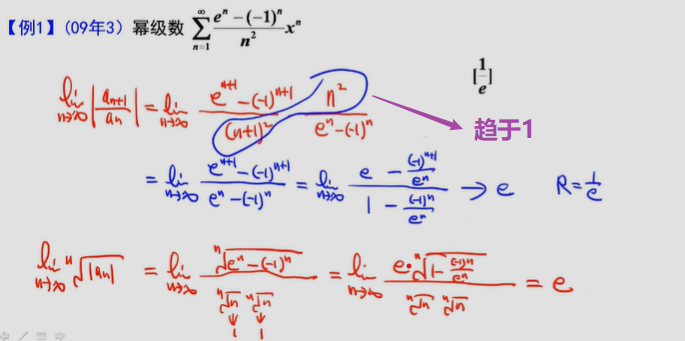 【例1】(09年3) 幂级数 $\sum_{n=1}^{\infty} \frac{e^n-(-1)^n}{n^2} x^n$
$[\frac{1}{e}]$
$\lim_{n\to\infty} \left|\frac{a_{n+1}}{a_n}\right| = \lim_{n\to\infty} \frac{e^{n+1}-(-1)^{n+1}}{(n+1)^2} \frac{n^2}{e^n-(-1)^n}$
趋于1
$= \lim_{n\to\infty} \frac{e^{n+1}-(-1)^{n+1}}{e^n-(-1)^n} = \lim_{n\to\infty} \frac{e-\frac{(-1)^{n+1}}{e^n}}{1-\frac{(-1)^n}{e^n}} \to e \quad R=\frac{1}{e}$
$\lim_{n\to\infty} \sqrt[n]{|a_n|} = \lim_{n\to\infty} \frac{\sqrt[n]{e^n-(-1)^n}}{\sqrt[n]{n}\sqrt[n]{n}} = \lim_{n\to\infty} \frac{e\cdot\sqrt[n]{1-\frac{(-1)^n}{e^n}}}{\sqrt[n]{n}\sqrt[n]{n}} = e$
↓ ↓
1 1